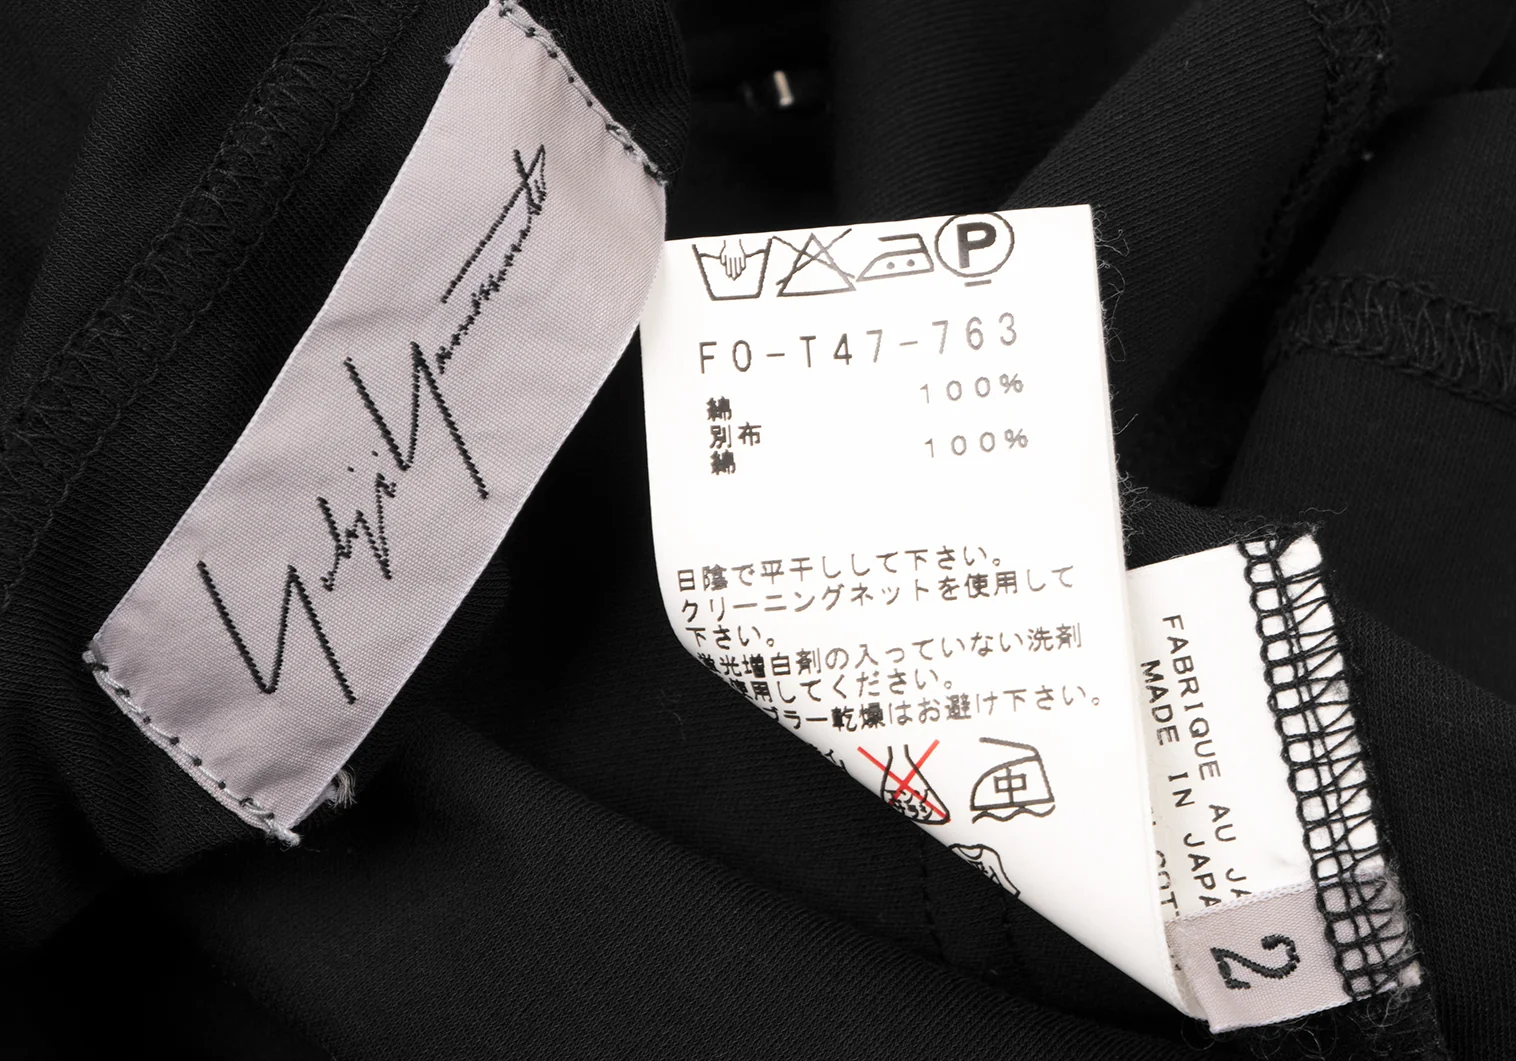 Yohji Yamamoto
P
FO-T47-763
綿 100%
別布
綿 100%
日陰で平干しして下さい。
クリーニングネットを使用して
下さい。
蛍光増白剤の入っていない洗剤
使用してください。
ブラー乾燥はお避け下さい。
中
FABRIQUE AU JA
MADE IN JAPA
COT
2